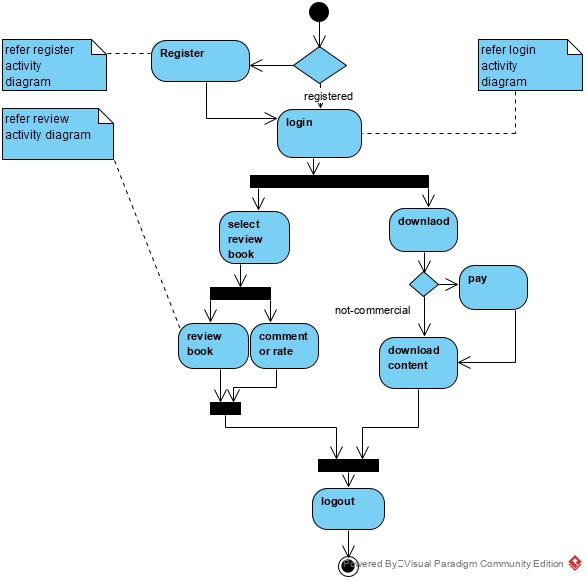 refer register
activity
diagram
Register
refer login
activity
diagram
registered
refer review
activity diagram
login
select
review
book
downlaod
pay
not-commercial
review
book
comment
or rate
download
content
logout
Powered By Visual Paradigm Community Edition